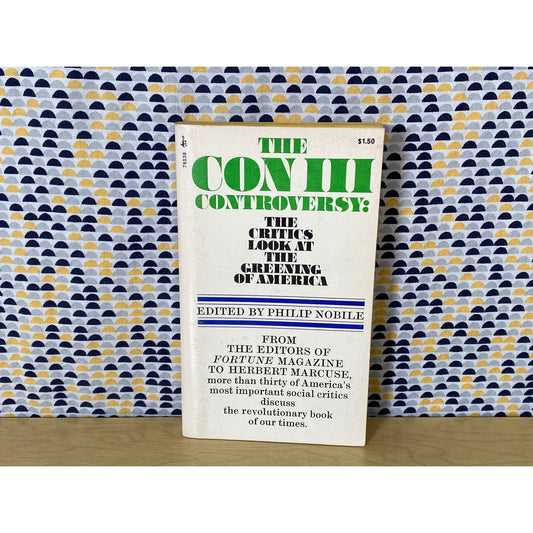 78538
$1.50
THE
CON III
CONTROVERSY:
THE
CRITICS
LOOK AT
THE
GREENING
OF AMERICA
EDITED BY PHILIP NOBILE
FROM
THE EDITORS OF
FORTUNE MAGAZINE
TO HERBERT MARCUSE,
more than thirty of America's
most important social critics
discuss
the revolutionary book
of our times.